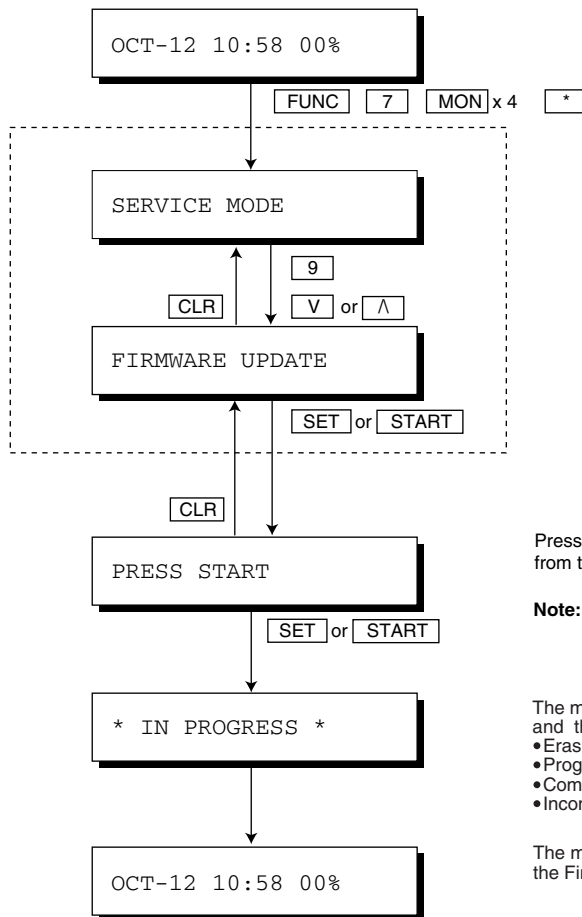 OCT-12 10:58 00%
FUNC 7 MON x 4 *
SERVICE MODE
9
CLR V or Λ
FIRMWARE UPDATE
SET or START
CLR
Press
from t
PRESS START
Note:
SET or START
The m
and th
* IN PROGRESS *
•Eras
•Prog
•Com
•Incor
The m
the Fi
OCT-12 10:58 00%